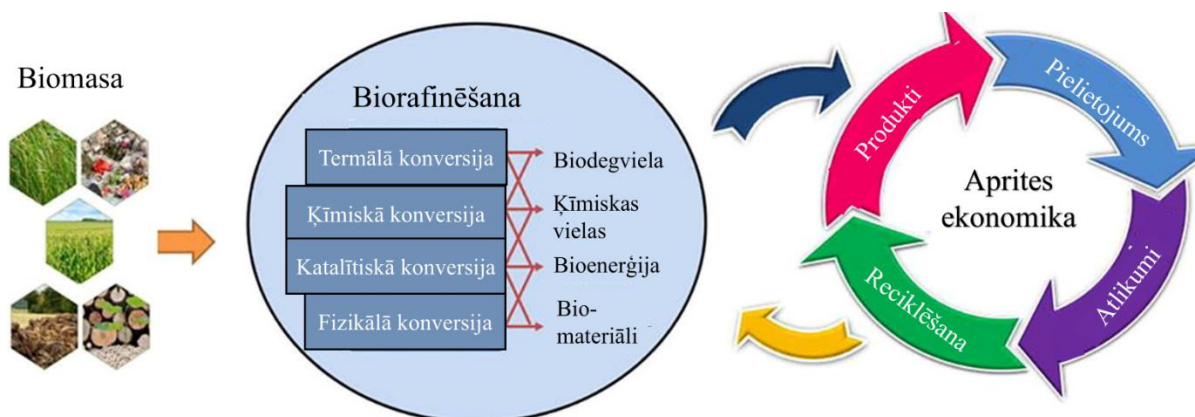 Biomasa
Biorafinēšana
Termālā konversija
Ķīmiskā konversija
Katalītiskā konversija
Fizikālā konversija
Biodegviela
Ķīmiskas
vielas
Bioenerģija
Bio-
materiāli
Produkti
Pielietojums
Atlikumi
Reciklēšana
Aprites
ekonomika